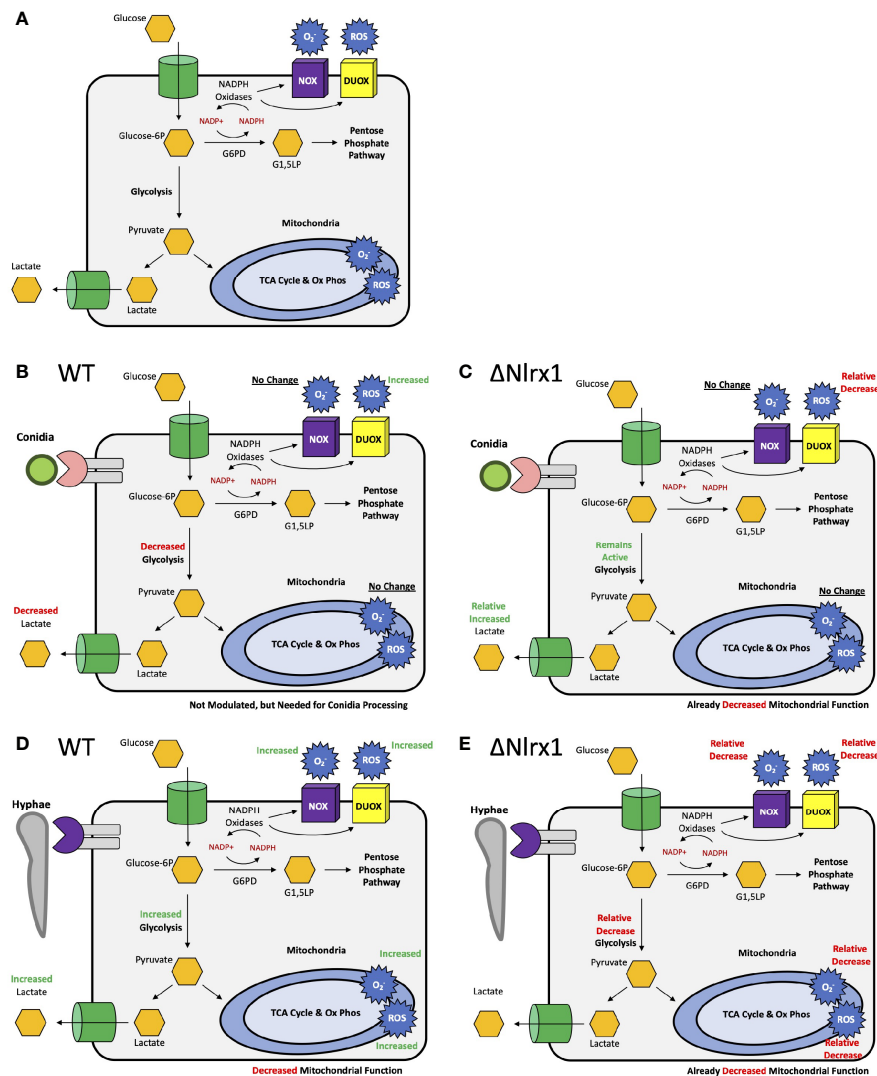 A
Glucose
O2-
ROS
NOX
DUOX
NADPH
Oxidases
NADP+
NADPH
Glucose-6P
G6PD
G1,5LP
Pentose
Phosphate
Pathway
Glycolysis
Pyruvate
Mitochondria
O2-
ROS
TCA Cycle & Ox Phos
Lactate
Lactate
B
WT
Glucose
No Change
O2-
ROS
Increased
NOX
DUOX
Conidia
NADPH
Oxidases
NADP+
NADPH
Glucose-6P
G6PD
G1,5LP
Pentose
Phosphate
Pathway
Decreased
Glycolysis
Pyruvate
Mitochondria
No Change
O2-
ROS
TCA Cycle & Ox Phos
Decreased
Lactate
Lactate
Not Modulated, but Needed for Conidia Processing
C
ΔNlrx1
Glucose
No Change
O2-
ROS
Relative
Decrease
NOX
DUOX
Conidia
NADPH
Oxidases
NADP+
NADPH
Glucose-6P
G6PD
G1,5LP
Pentose
Phosphate
Pathway
Remains
Active
Glycolysis
Pyruvate
Mitochondria
No Change
O2-
ROS
TCA Cycle & Ox Phos
Relative
Increased
Lactate
Lactate
Already Decreased Mitochondrial Function
D
WT
Glucose
Increased
O2-
ROS
Increased
NOX
DUOX
Hyphae
NADPH
Oxidases
NADP+
NADPH
Glucose-6P
G6PD
G1,5LP
Pentose
Phosphate
Pathway
Increased
Glycolysis
Pyruvate
Mitochondria
Increased
O2-
ROS
Increased
TCA Cycle & Ox Phos
Increased
Lactate
Lactate
Decreased Mitochondrial Function
E
ΔNlrx1
Glucose
Relative
Decrease
O2-
ROS
Relative
Decrease
NOX
DUOX
Hyphae
NADPH
Oxidases
NADP+
NADPH
Glucose-6P
G6PD
G1,5LP
Pentose
Phosphate
Pathway
Relative
Decrease
Glycolysis
Pyruvate
Mitochondria
Relative
Decrease
O2-
ROS
Relative
Decrease
TCA Cycle & Ox Phos
Lactate
Lactate
Already Decreased Mitochondrial Function